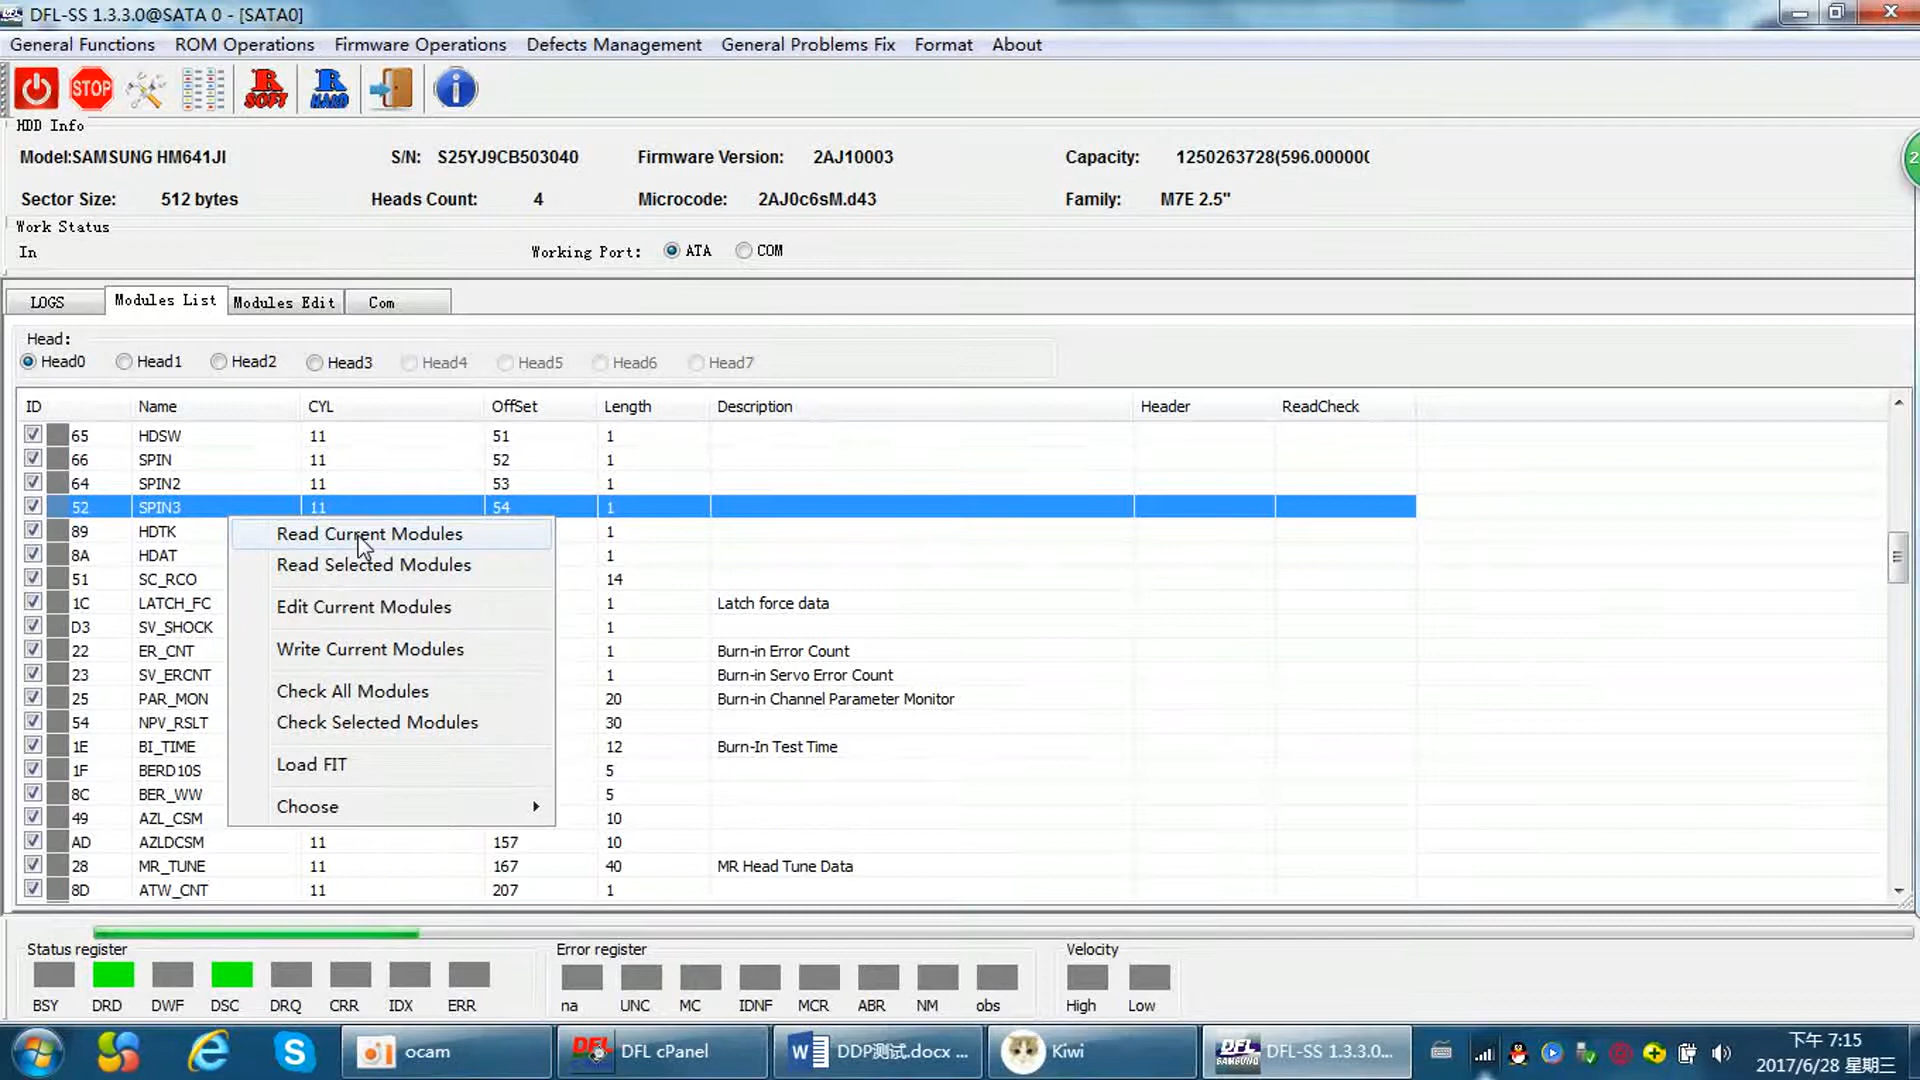 DFL-SS 1.3.3.0@SATA 0 - [SATA0]
General Functions ROM Operations Firmware Operations Defects Management General Problems Fix Format About
STOP R SOFT R HARD
HDD Info
Model:SAMSUNG HM641JI S/N: S25YJ9CB503040 Firmware Version: 2AJ10003 Capacity: 1250263728(596.000000
Sector Size: 512 bytes Heads Count: 4 Microcode: 2AJ0c6sM.d43 Family: M7E 2.5"
Work Status
In Working Port: ATA COM
LOGS Modules List Modules Edit Com
Head:
Head0 Head1 Head2 Head3 Head4 Head5 Head6 Head7
ID Name CYL OffSet Length Description Header ReadCheck
65 HDSW 11 51 1
66 SPIN 11 52 1
64 SPIN2 11 53 1
52 SPIN3 11 54 1
89 HDTK 1
8A HDAT 1
51 SC_RCO 14
1C LATCH_FC 1 Latch force data
D3 SV_SHOCK 1
22 ER_CNT 1 Burn-in Error Count
23 SV_ERCNT 1 Burn-in Servo Error Count
25 PAR_MON 20 Burn-in Channel Parameter Monitor
54 NPV_RSLT 30
1E BI_TIME 12 Burn-In Test Time
1F BERD10S 5
8C BER_WW 5
49 AZL_CSM 10
AD AZLDCSM 11 157 10
28 MR_TUNE 11 167 40 MR Head Tune Data
8D ATW_CNT 11 207 1
Read Current Modules
Read Selected Modules
Edit Current Modules
Write Current Modules
Check All Modules
Check Selected Modules
Load FIT
Choose
Status register Error register Velocity
BSY DRD DWF DSC DRQ CRR IDX ERR na UNC MC IDNF MCR ABR NM obs High Low
ocam DFL cPanel DDP测试.docx ... Kiwi DFL-SS 1.3.3.0...
下午 7:15
2017/6/28 星期三